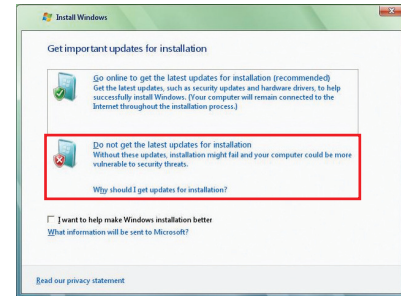 Install Windows
Get important updates for installation
Go online to get the latest updates for installation (recommended)
Get the latest updates, such as security updates and hardware drivers, to help
successfully install Windows. (Your computer will remain connected to the
Internet throughout the installation process.)
Do not get the latest updates for installation
Without these updates, installation might fail and your computer could be more
vulnerable to security threats.
Why should I get updates for installation?
I want to help make Windows installation better
What information will be sent to Microsoft?
Read our privacy statement